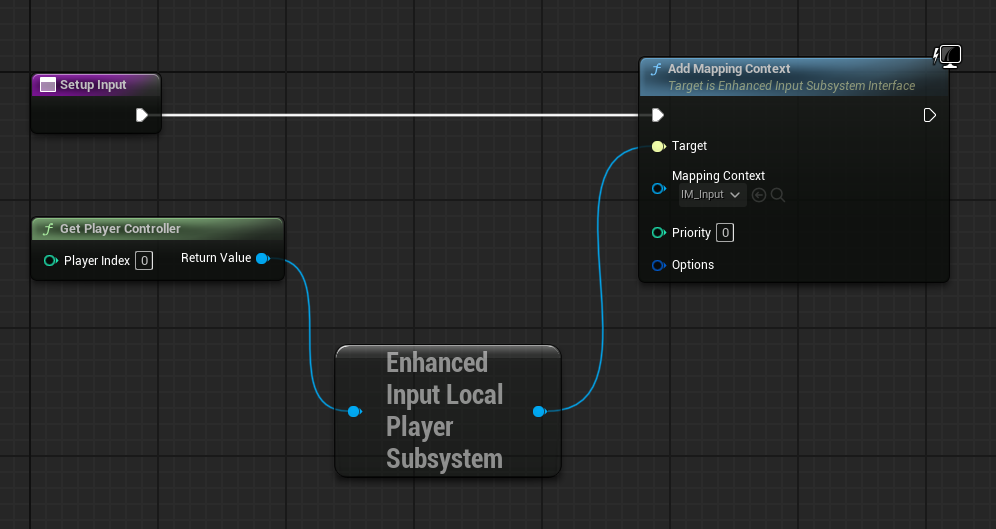 Setup Input
Add Mapping Context
Target is Enhanced Input Subsystem Interface
Target
Mapping Context
IM_Input
Priority 0
Options
Get Player Controller
Player Index 0
Return Value
Enhanced
Input Local
Player
Subsystem